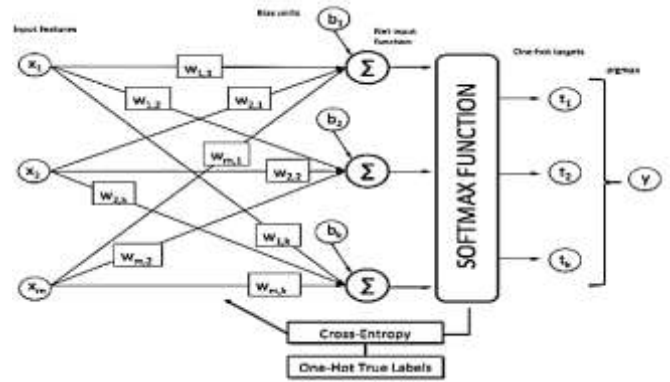 Bias units
b₁
Input features
Net input
function
One-hot targets
argmax
x₁
w₁,₁
Σ
w₁,₂
w₂,₁
t₁
b₂
x₂
wₘ,₁
w₂,₂
Σ
SOFTMAX FUNCTION
t₂
y
w₂,ₖ
bₖ
w₁,ₖ
wₘ,₂
tₖ
xₘ
wₘ,ₖ
Σ
Cross-Entropy
One-Hot True Labels